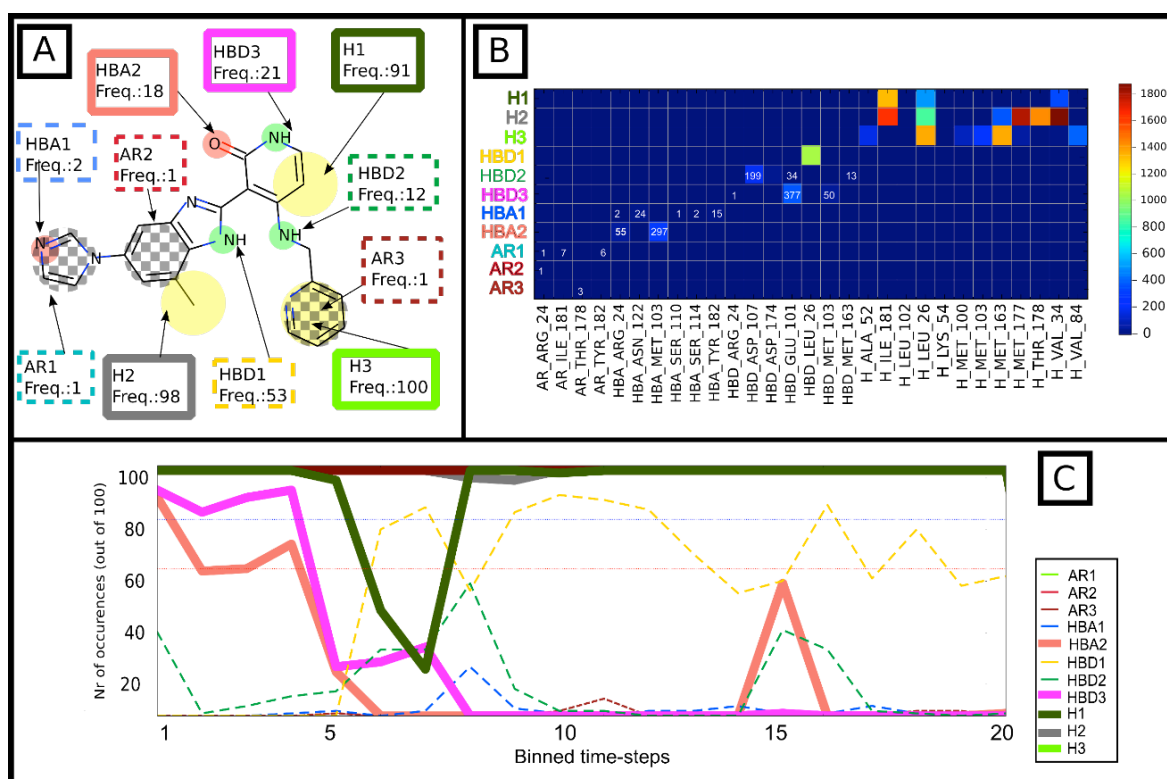 A
HBA2
Freq.:18
HBD3
Freq.:21
H1
Freq.:91
HBA1
Freq.:2
AR2
Freq.:1
O
NH
HBD2
Freq.:12
N
N
NH
NH
N
N
N
AR3
Freq.:1
AR1
Freq.:1
H2
Freq.:98
HBD1
Freq.:53
H3
Freq.:100
B
H1
H2
H3
HBD1
HBD2
HBD3
HBA1
HBA2
AR1
AR2
AR3
199 34 13
1 377 50
2 24 1 2 15
55 297
1 7 6
1
3
AR_ARG_24
AR_ILE_181
AR_THR_178
AR_TYR_182
HBA_ARG_24
HBA_ASN_122
HBA_MET_103
HBA_SER_110
HBA_SER_114
HBA_TYR_182
HBD_ARG_24
HBD_ASP_107
HBD_ASP_174
HBD_GLU_101
HBD_LEU_26
HBD_MET_103
HBD_MET_163
H_ALA_52
H_ILE_181
H_LEU_102
H_LEU_26
H_LYS_54
H_MET_100
H_MET_103
H_MET_163
H_MET_177
H_THR_178
H_VAL_34
H_VAL_84
1800
1600
1400
1200
1000
800
600
400
200
0
C
Nr of occurences (out of 100)
100
80
60
40
20
1 5 10 15 20
Binned time-steps
AR1
AR2
AR3
HBA1
HBA2
HBD1
HBD2
HBD3
H1
H2
H3